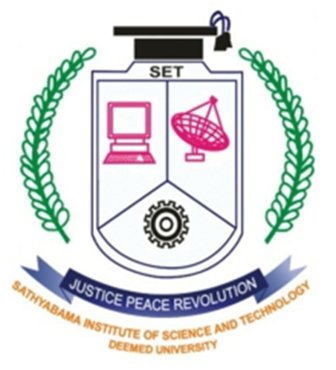 SET
JUSTICE PEACE REVOLUTION
SATHYABAMA INSTITUTE OF SCIENCE AND TECHNOLOGY
DEEMED UNIVERSITY